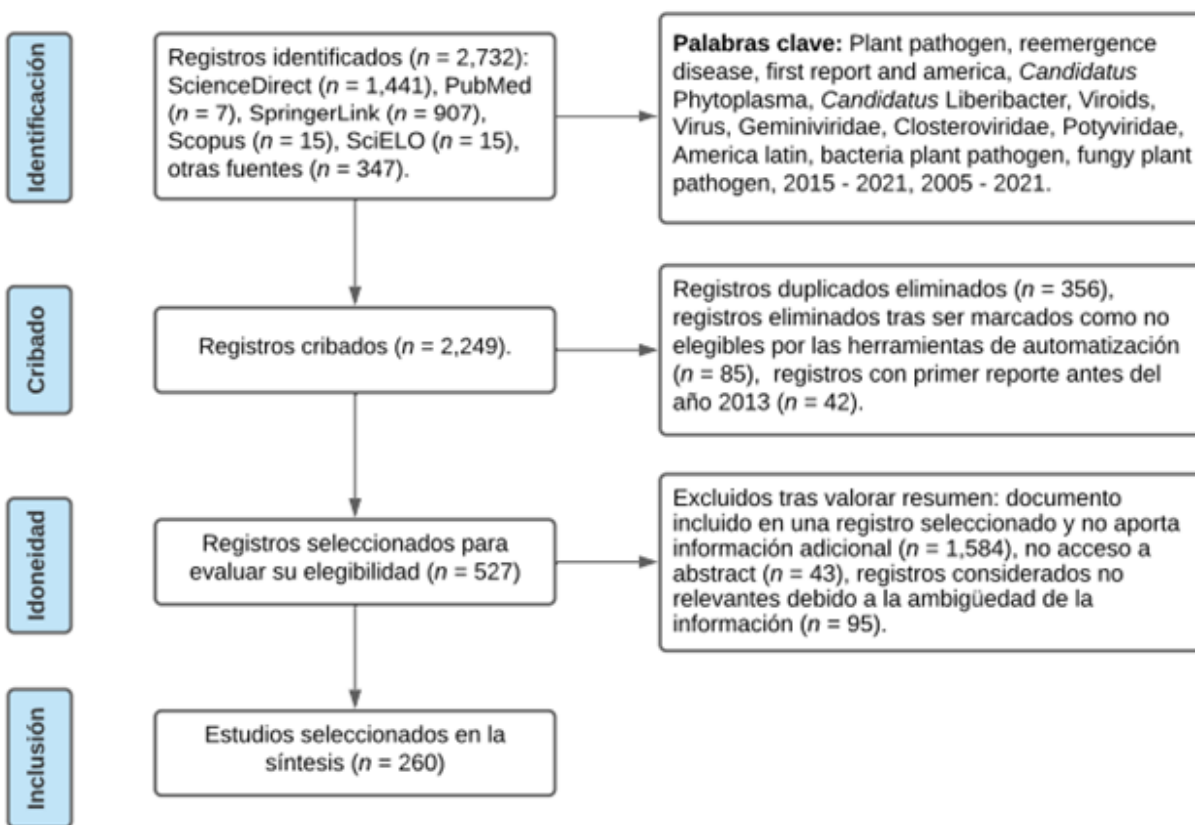 Identificación
Registros identificados (n = 2,732):
ScienceDirect (n = 1,441), PubMed
(n = 7), SpringerLink (n = 907),
Scopus (n = 15), SciELO (n = 15),
otras fuentes (n = 347).
Palabras clave: Plant pathogen, reemergence
disease, first report and america, Candidatus
Phytoplasma, Candidatus Liberibacter, Viroids,
Virus, Geminiviridae, Closteroviridae, Potyviridae,
America latin, bacteria plant pathogen, fungy plant
pathogen, 2015 - 2021, 2005 - 2021.
Cribado
Registros cribados (n = 2,249).
Registros duplicados eliminados (n = 356),
registros eliminados tras ser marcados como no
elegibles por las herramientas de automatización
(n = 85), registros con primer reporte antes del
año 2013 (n = 42).
Idoneidad
Registros seleccionados para
evaluar su elegibilidad (n = 527)
Excluidos tras valorar resumen: documento
incluido en una registro seleccionado y no aporta
información adicional (n = 1,584), no acceso a
abstract (n = 43), registros considerados no
relevantes debido a la ambigüedad de la
información (n = 95).
Inclusión
Estudios seleccionados en la
síntesis (n = 260)